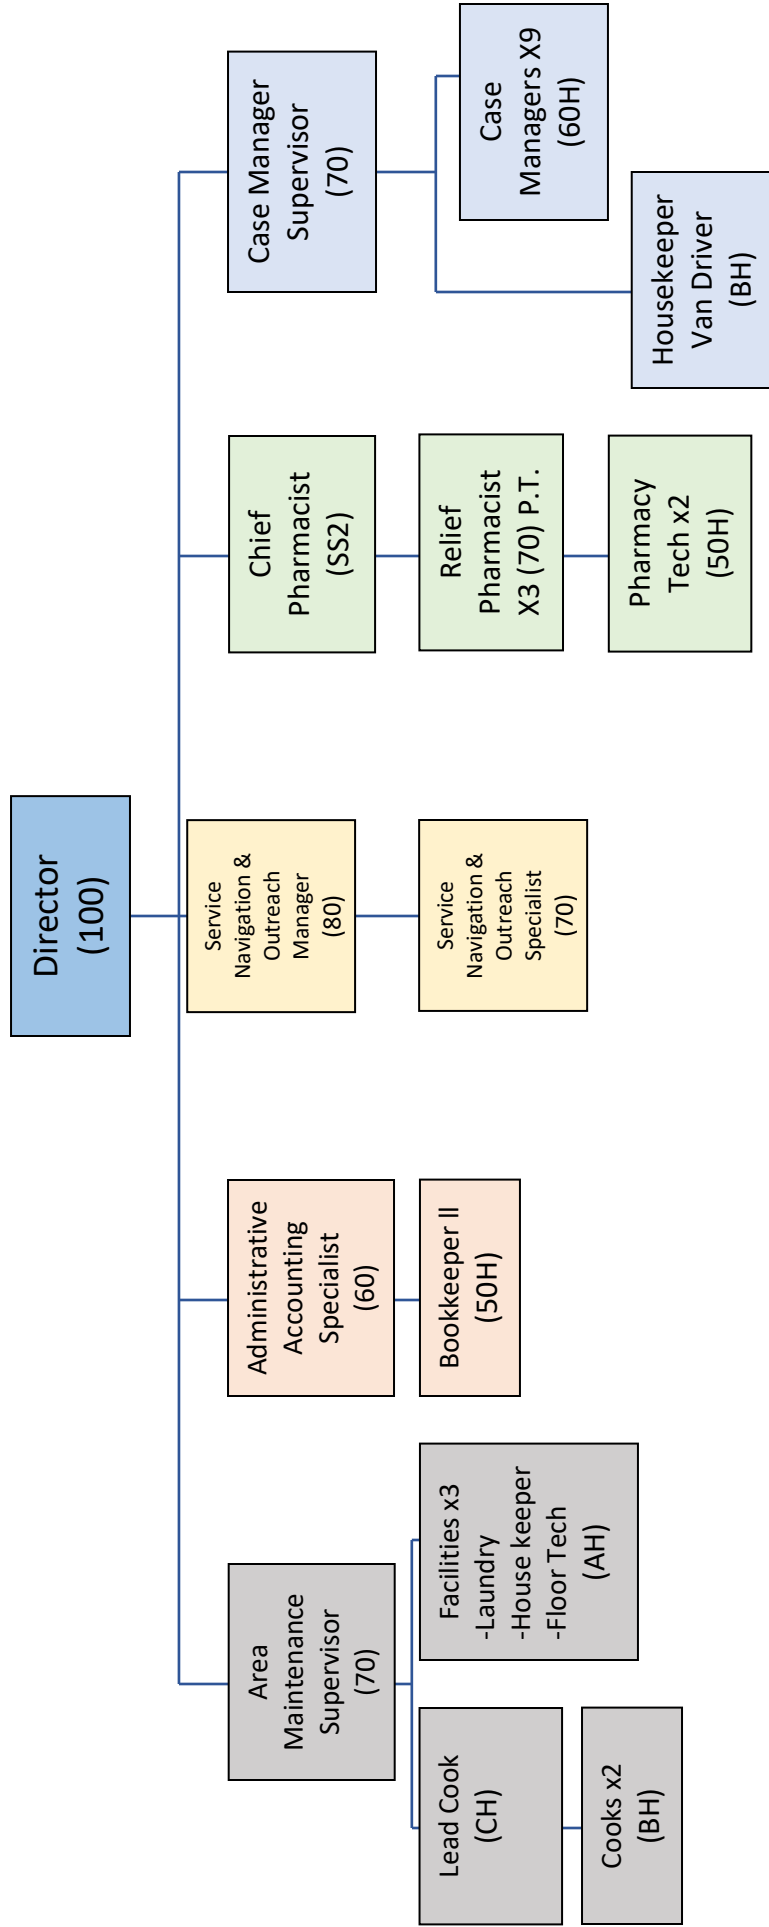 Director
(100)
Area
Maintenance
Supervisor
(70)
Administrative
Accounting
Specialist
(60)
Service
Navigation &
Outreach
Manager
(80)
Chief
Pharmacist
(SS2)
Case Manager
Supervisor
(70)
Lead Cook
(CH)
Facilities x3
-Laundry
-House keeper
-Floor Tech
(AH)
Bookkeeper II
(50H)
Service
Navigation &
Outreach
Specialist
(70)
Relief
Pharmacist
X3 (70) P.T.
Case
Managers X9
(60H)
Cooks x2
(BH)
Pharmacy
Tech x2
(50H)
Housekeeper
Van Driver
(BH)